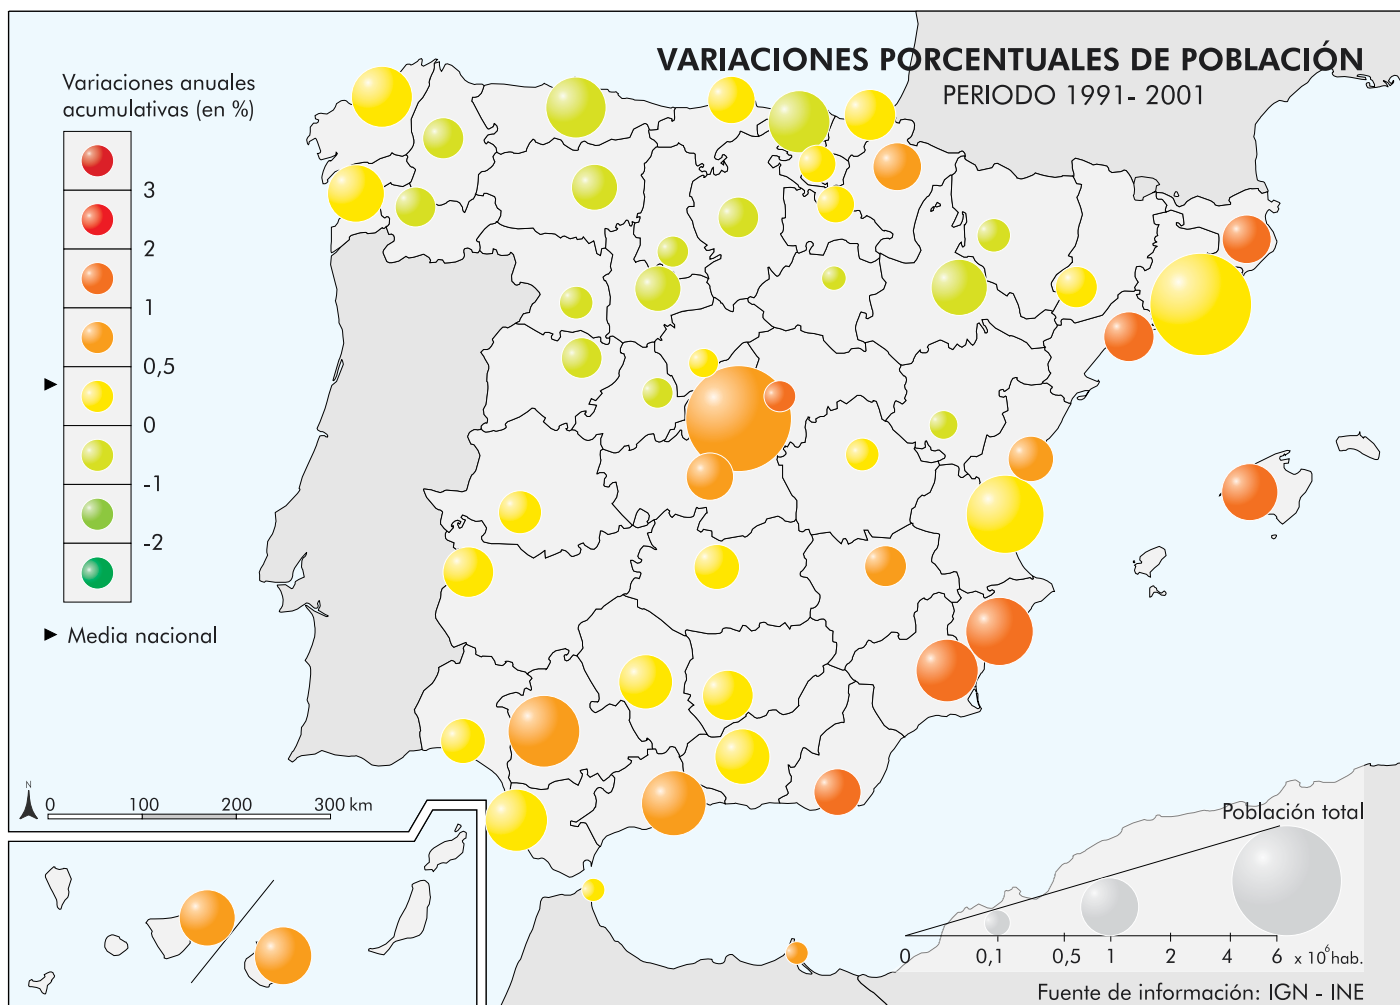 VARIACIONES PORCENTUALES DE POBLACIÓN
PERIODO 1991- 2001
Variaciones anuales
acumulativas (en %)
3
2
1
0,5
0
-1
-2
► Media nacional
N
0 100 200 300 km
Población total
0 0,1 0,5 1 2 4 6 x 10⁶ hab.
Fuente de información: IGN - INE